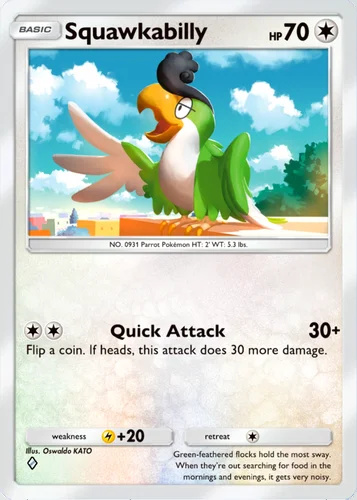 BASIC
Squawkabilly
HP 70
NO. 0931 Parrot Pokémon HT: 2' WT: 5.3 lbs.
Quick Attack 30+
Flip a coin. If heads, this attack does 30 more damage.
weakness +20
retreat
Illus. Oswaldo KATO
Green-feathered flocks hold the most sway.
When they're out searching for food in the
mornings and evenings, it gets very noisy.